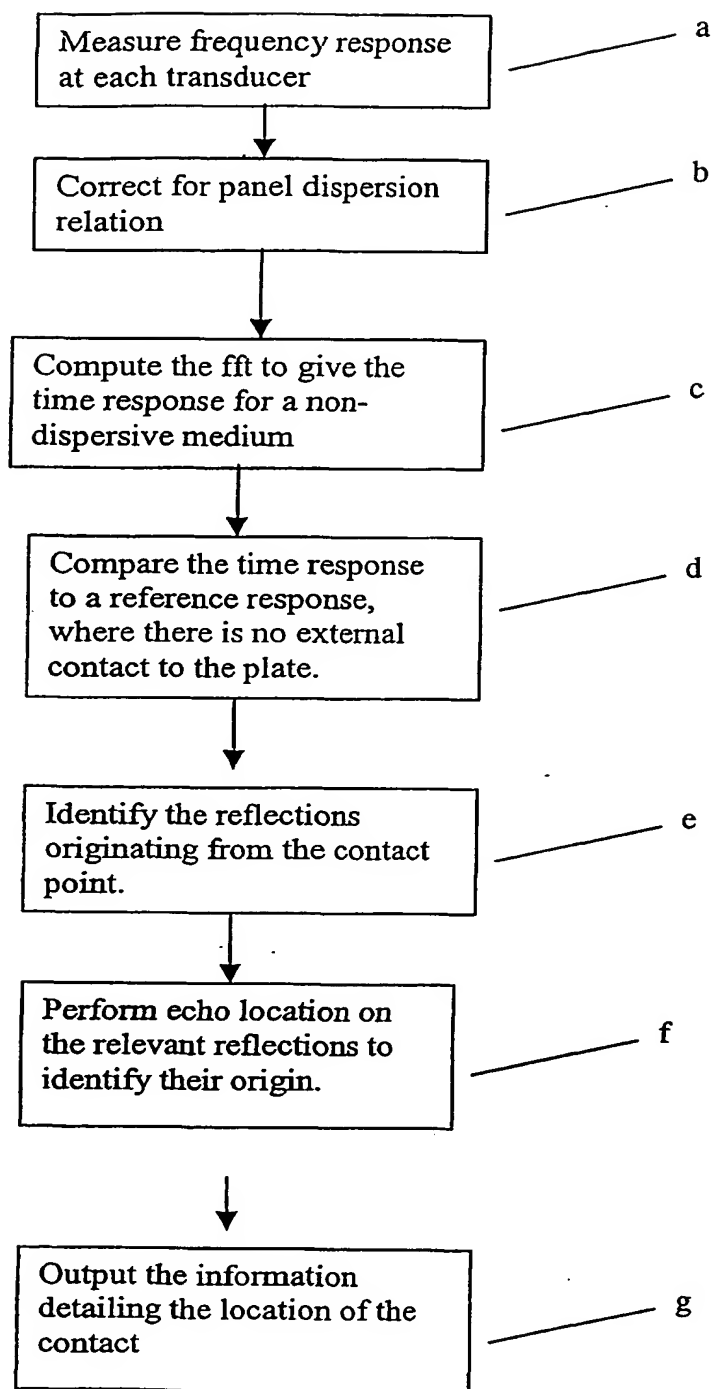 Measure frequency response
at each transducer
a
Correct for panel dispersion
relation
b
Compute the fft to give the
time response for a non-
dispersive medium
c
Compare the time response
to a reference response,
where there is no external
contact to the plate.
d
Identify the reflections
originating from the contact
point.
e
Perform echo location on
the relevant reflections to
identify their origin.
f
Output the information
detailing the location of the
contact
g